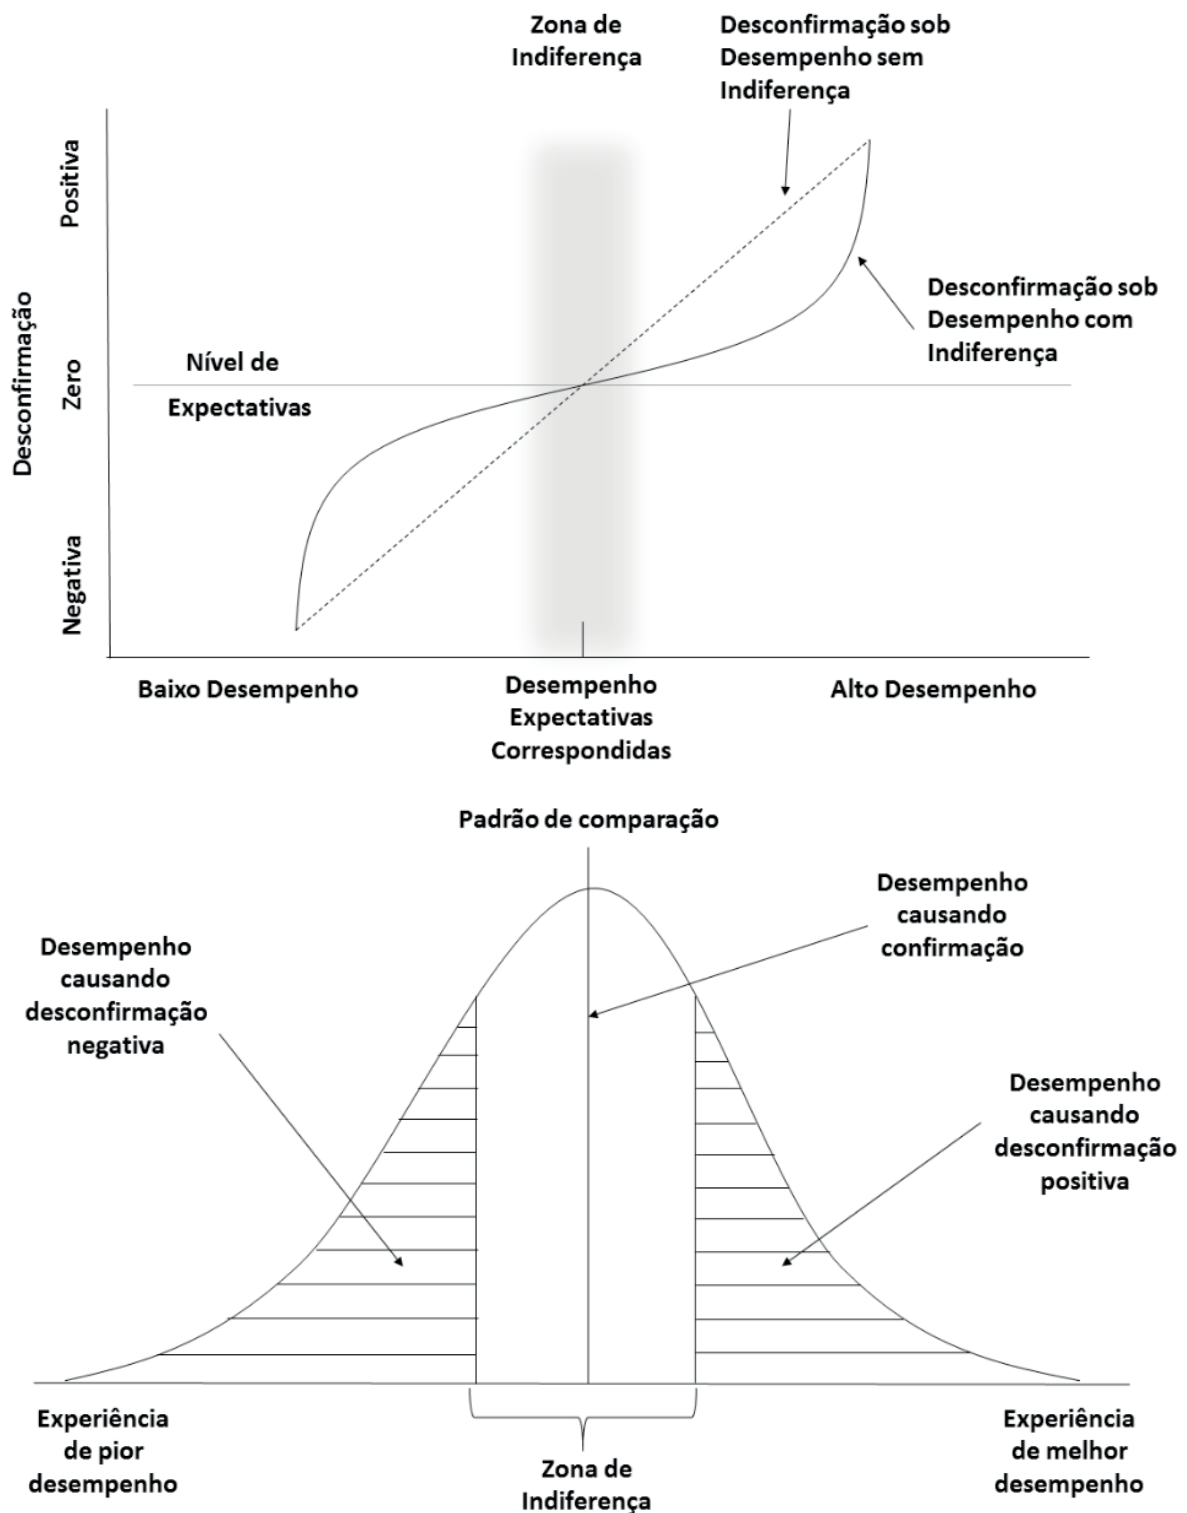 Zona de
Indiferença
Desconfirmação sob
Desempenho sem
Indiferença
Positiva
Desconfirmação sob
Desempenho com
Indiferença
Desconfirmação
Zero
Nível de
Expectativas
Negativa
Baixo Desempenho
Desempenho
Expectativas
Correspondidas
Alto Desempenho
Padrão de comparação
Desempenho
causando
confirmação
Desempenho
causando
desconfirmação
negativa
Desempenho
causando
desconfirmação
positiva
Experiência
de pior
desempenho
Zona de
Indiferença
Experiência
de melhor
desempenho